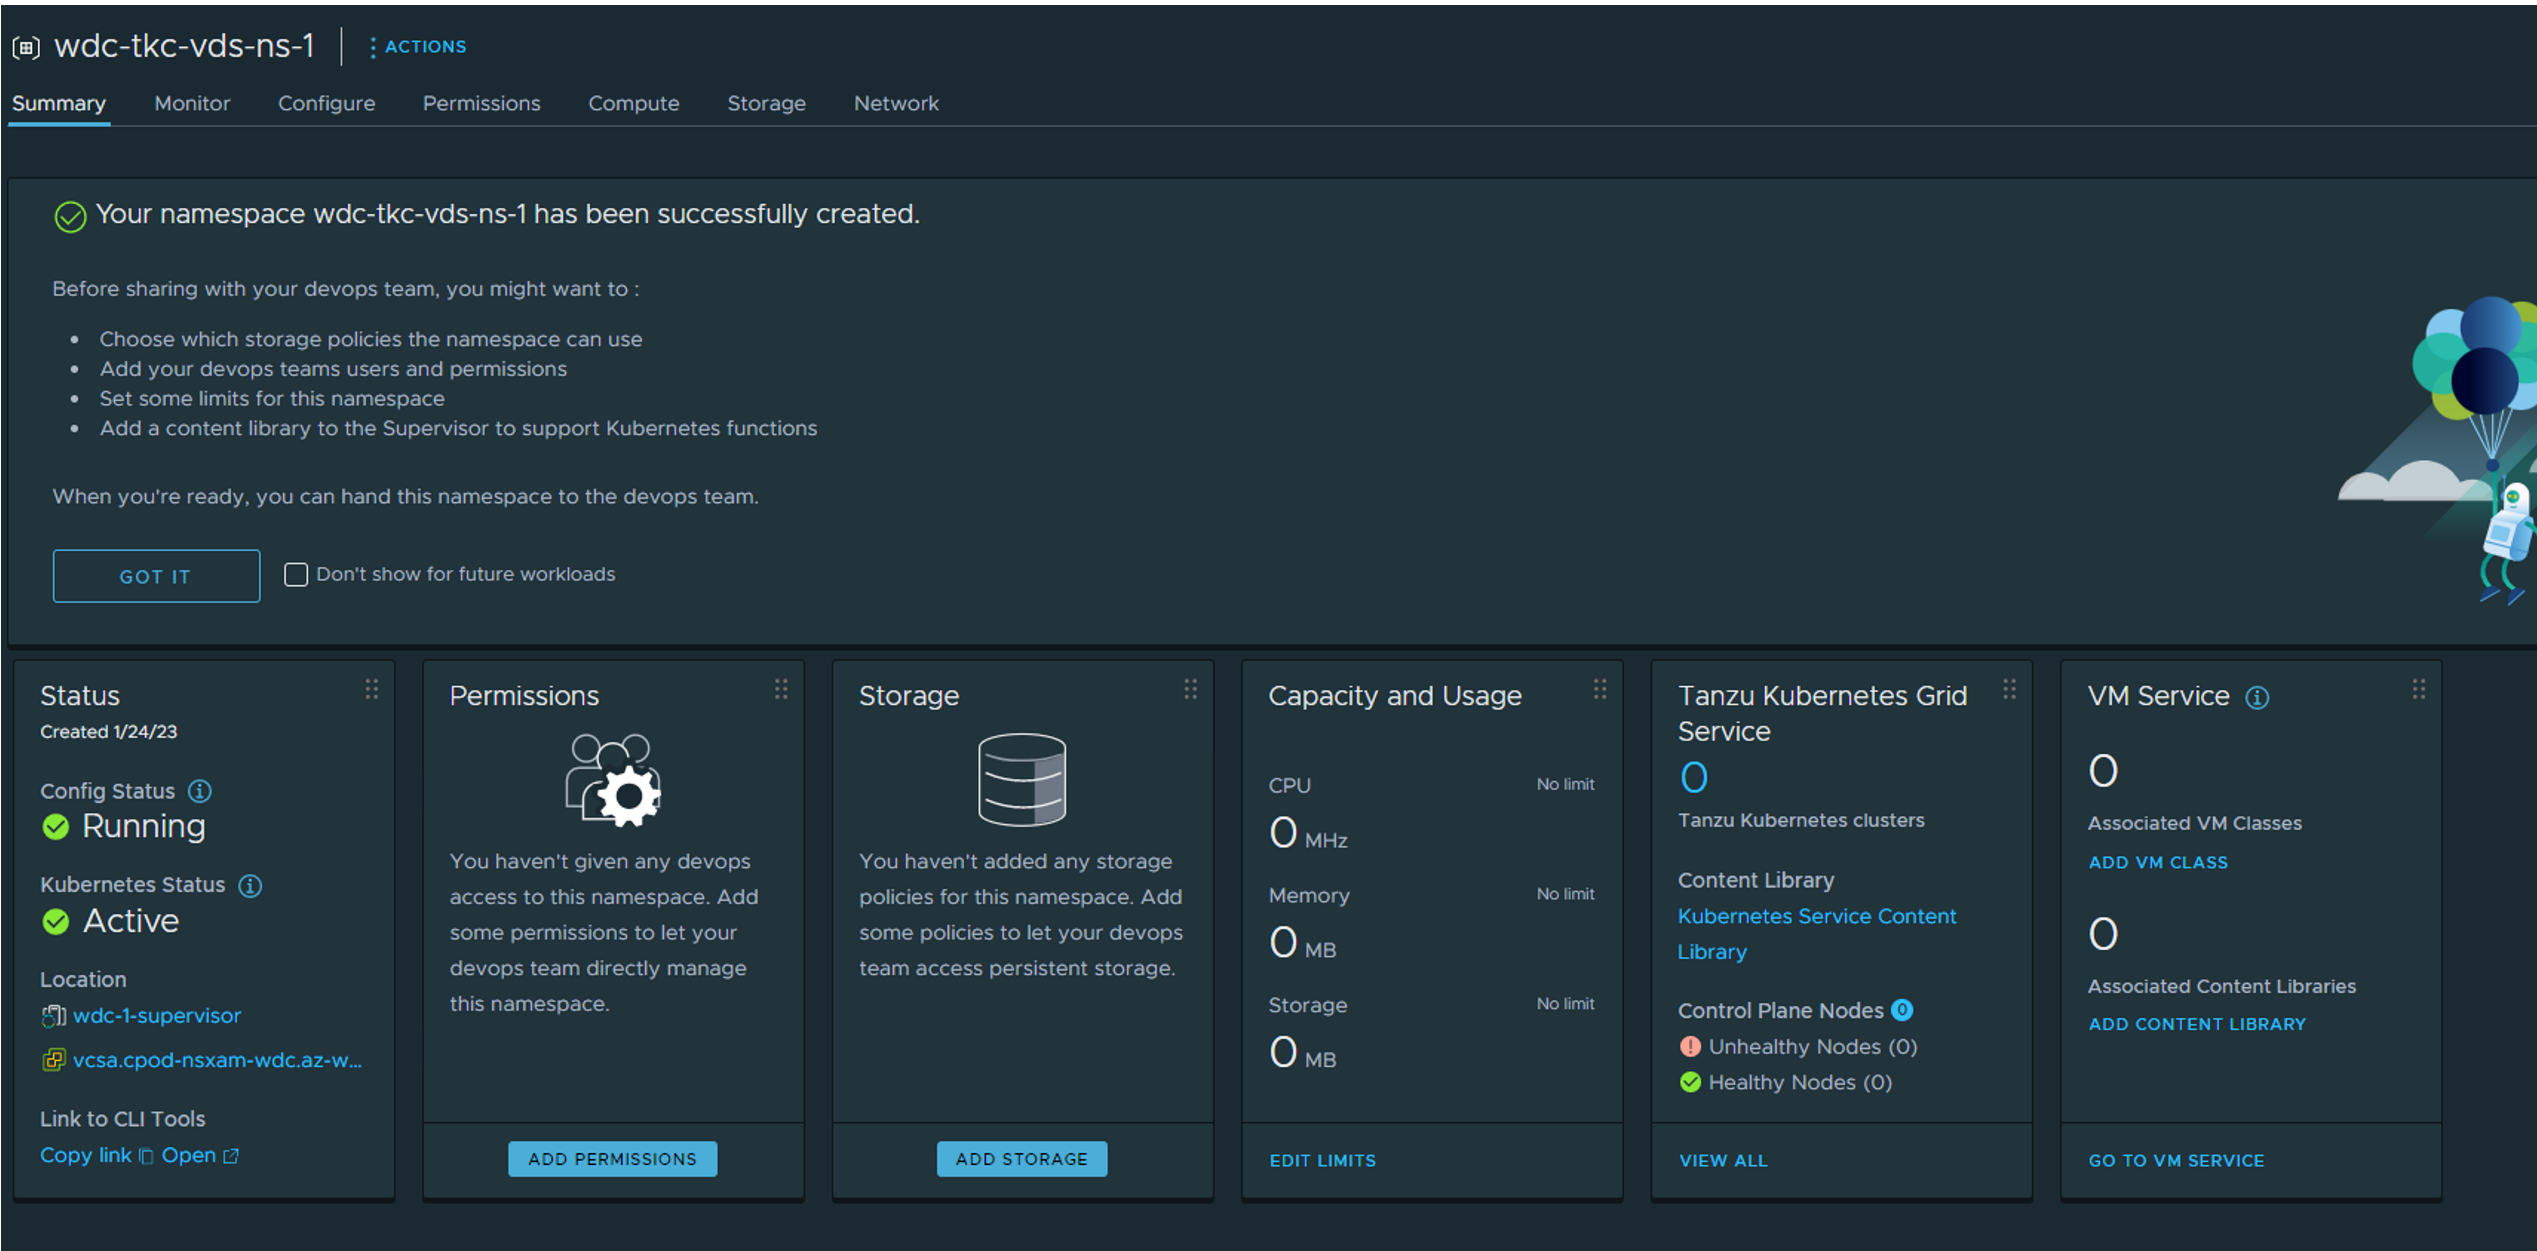 wdc-tkc-vds-ns-1
ACTIONS
Summary Monitor Configure Permissions Compute Storage Network
Your namespace wdc-tkc-vds-ns-1 has been successfully created.
Before sharing with your devops team, you might want to :
• Choose which storage policies the namespace can use
• Add your devops teams users and permissions
• Set some limits for this namespace
• Add a content library to the Supervisor to support Kubernetes functions
When you're ready, you can hand this namespace to the devops team.
GOT IT
Don't show for future workloads
Status
Created 1/24/23
Config Status
Running
Kubernetes Status
Active
Location
wdc-1-supervisor
vcsa.cpod-nsxam-wdc.az-w...
Link to CLI Tools
Copy link Open
Permissions
You haven't given any devops
access to this namespace. Add
some permissions to let your
devops team directly manage
this namespace.
ADD PERMISSIONS
Storage
You haven't added any storage
policies for this namespace. Add
some policies to let your devops
team access persistent storage.
ADD STORAGE
Capacity and Usage
CPU No limit
0 MHz
Memory No limit
0 MB
Storage No limit
0 MB
EDIT LIMITS
Tanzu Kubernetes Grid
Service
0
Tanzu Kubernetes clusters
Content Library
Kubernetes Service Content
Library
Control Plane Nodes 0
Unhealthy Nodes (0)
Healthy Nodes (0)
VIEW ALL
VM Service
0
Associated VM Classes
ADD VM CLASS
0
Associated Content Libraries
ADD CONTENT LIBRARY
GO TO VM SERVICE